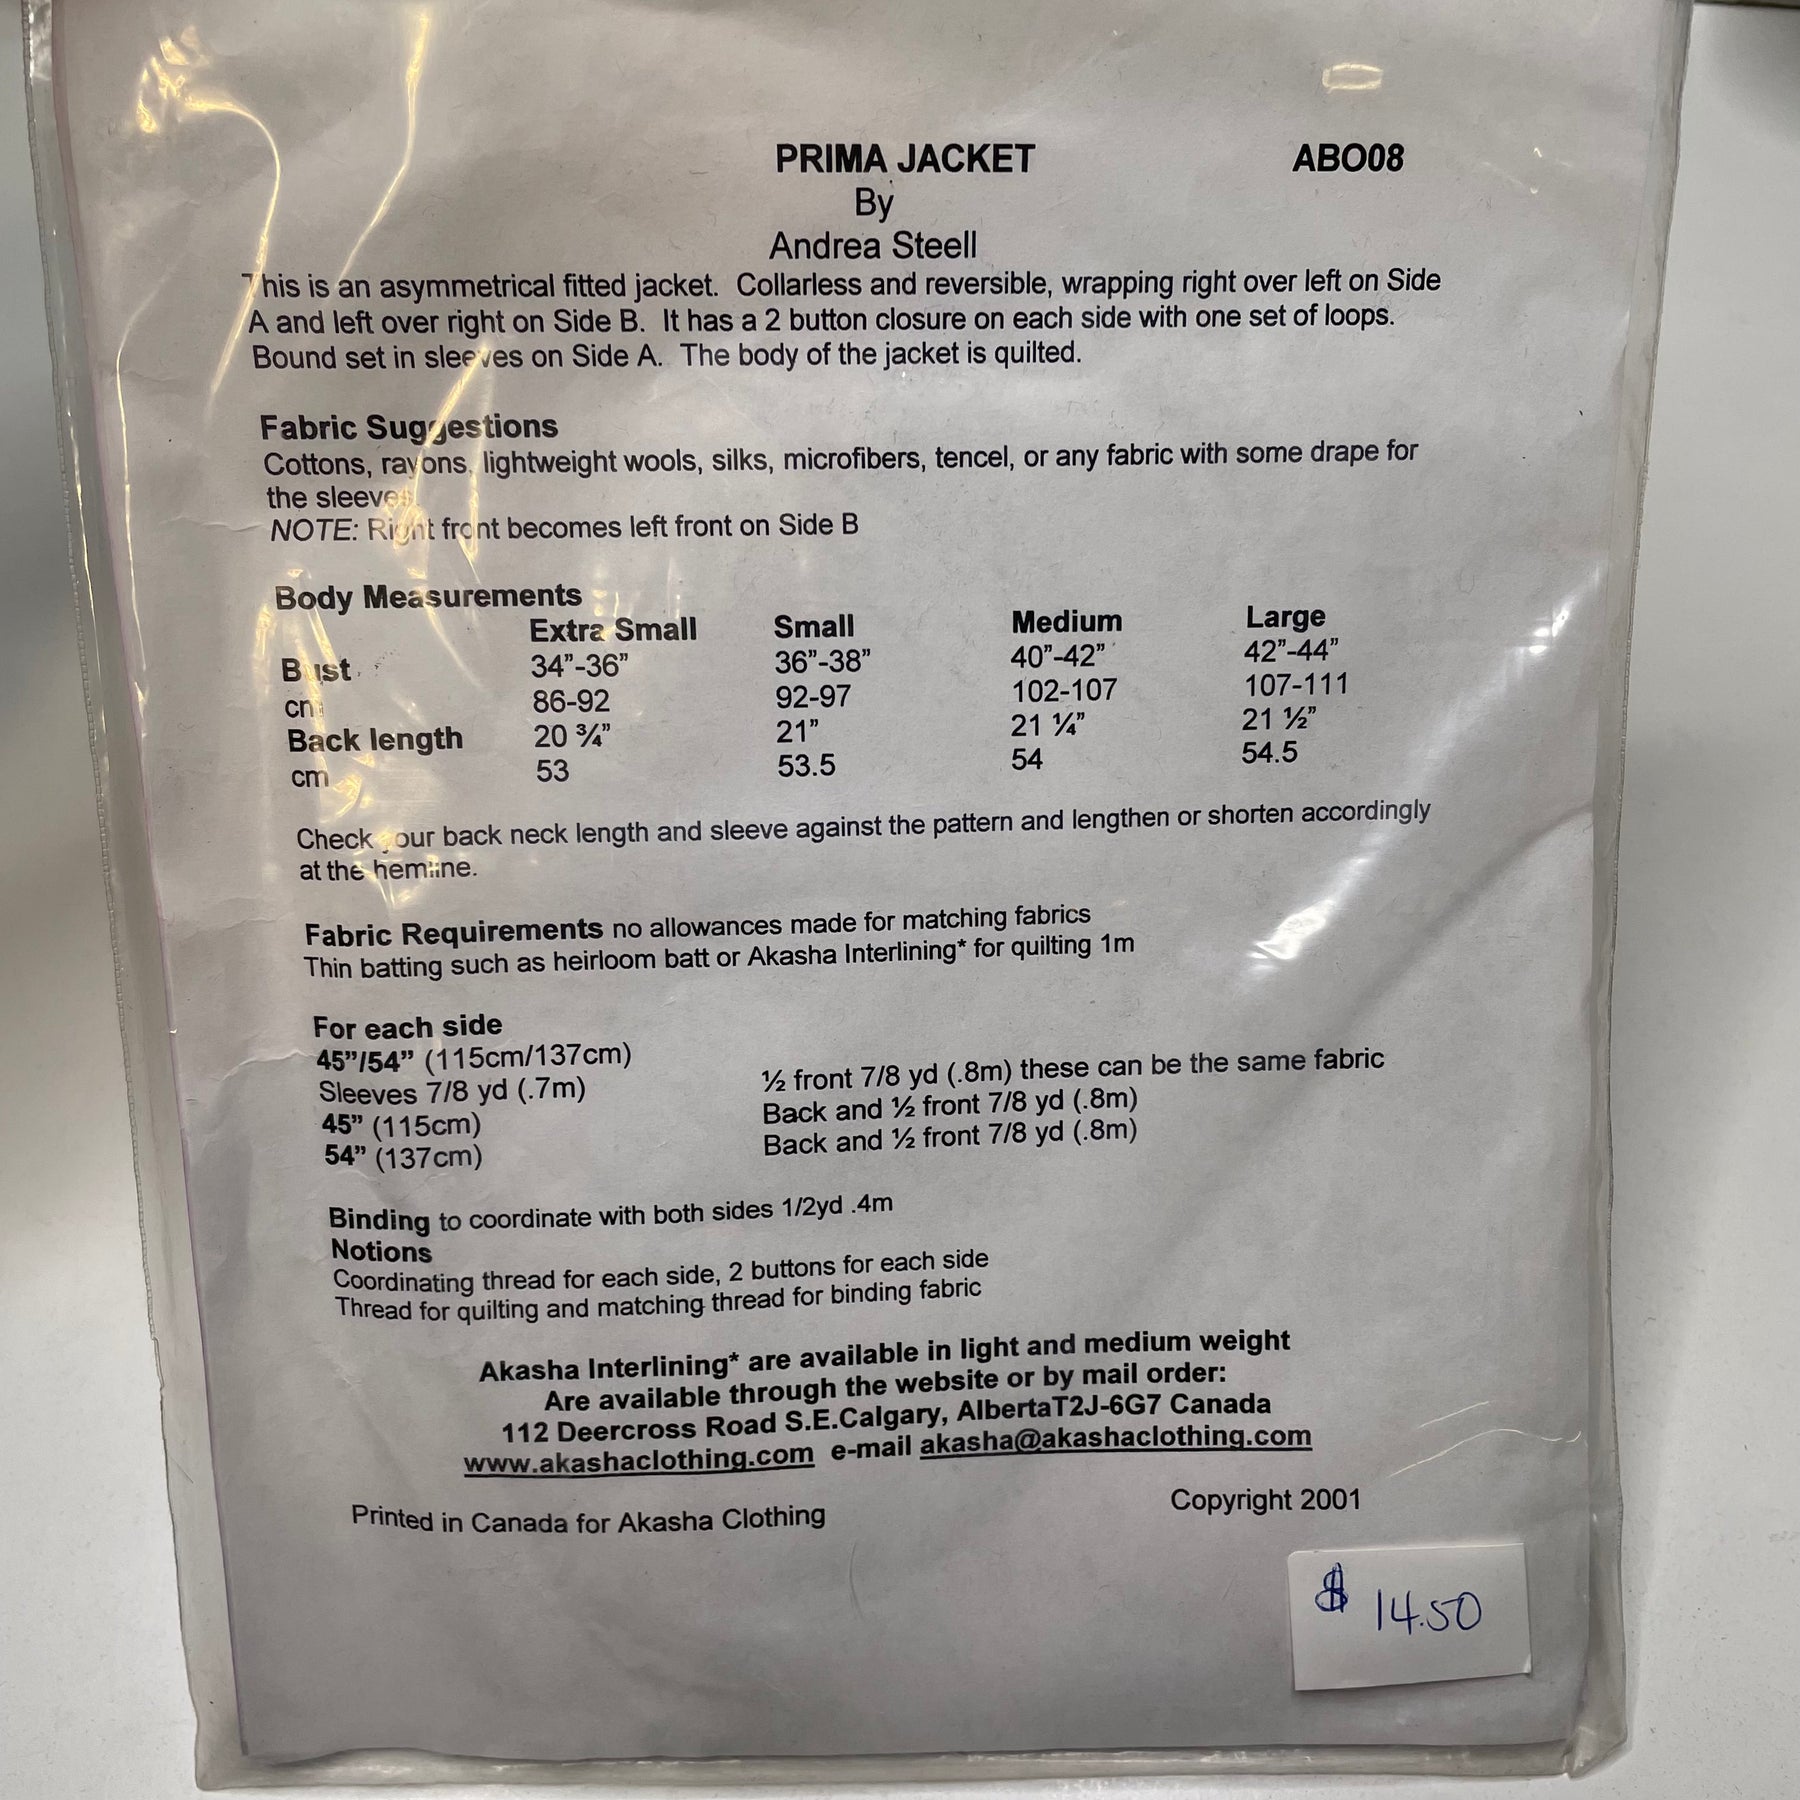 PRIMA JACKET ABO08
By
Andrea Steell
This is an asymmetrical fitted jacket. Collarless and reversible, wrapping right over left on Side
A and left over right on Side B. It has a 2 button closure on each side with one set of loops.
Bound set in sleeves on Side A. The body of the jacket is quilted.
Fabric Suggestions
Cottons, rayons, lightweight wools, silks, microfibers, tencel, or any fabric with some drape for
the sleeves
NOTE: Right front becomes left front on Side B
Body Measurements
Extra Small Small Medium Large
Bust 34”-36” 36”-38” 40”-42” 42”-44”
cm 86-92 92-97 102-107 107-111
Back length 20 ¾” 21” 21 ¼” 21 ½”
cm 53 53.5 54 54.5
Check your back neck length and sleeve against the pattern and lengthen or shorten accordingly
at the hemline.
Fabric Requirements no allowances made for matching fabrics
Thin batting such as heirloom batt or Akasha Interlining* for quilting 1m
For each side
45”/54” (115cm/137cm)
Sleeves 7/8 yd (.7m) ½ front 7/8 yd (.8m) these can be the same fabric
45” (115cm) Back and ½ front 7/8 yd (.8m)
54” (137cm) Back and ½ front 7/8 yd (.8m)
Binding to coordinate with both sides 1/2yd .4m
Notions
Coordinating thread for each side, 2 buttons for each side
Thread for quilting and matching thread for binding fabric
Akasha Interlining* are available in light and medium weight
Are available through the website or by mail order:
112 Deercross Road S.E.Calgary, AlbertaT2J-6G7 Canada
www.akashaclothing.com e-mail akasha@akashaclothing.com
Printed in Canada for Akasha Clothing Copyright 2001
$ 14.50